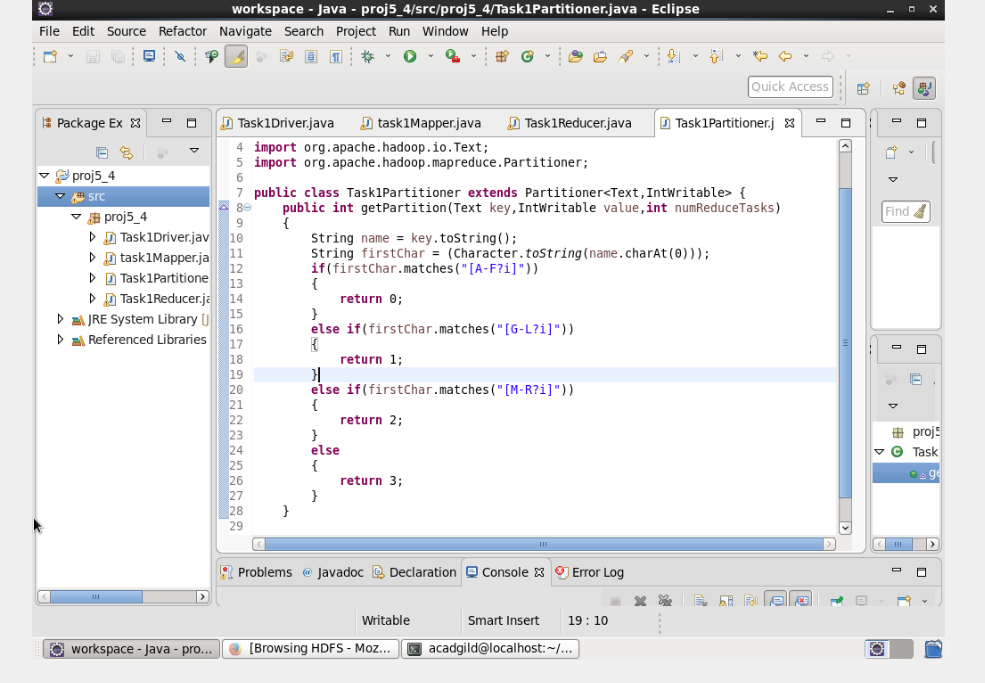 workspace - Java - proj5_4/src/proj5_4/Task1Partitioner.java - Eclipse
File Edit Source Refactor Navigate Search Project Run Window Help
Quick Access
Package Ex
Task1Driver.java
task1Mapper.java
Task1Reducer.java
Task1Partitioner.j
proj5_4
src
proj5_4
Task1Driver.jav
task1Mapper.ja
Task1Partitione
Task1Reducer.ja
JRE System Library [J
Referenced Libraries
4 import org.apache.hadoop.io.Text;
5 import org.apache.hadoop.mapreduce.Partitioner;
6
7 public class Task1Partitioner extends Partitioner<Text,IntWritable> {
8 public int getPartition(Text key,IntWritable value,int numReduceTasks)
9 {
10 String name = key.toString();
11 String firstChar = (Character.toString(name.charAt(0)));
12 if(firstChar.matches("[A-F?i]"))
13 {
14 return 0;
15 }
16 else if(firstChar.matches("[G-L?i]"))
17 {
18 return 1;
19 }
20 else if(firstChar.matches("[M-R?i]"))
21 {
22 return 2;
23 }
24 else
25 {
26 return 3;
27 }
28 }
29
Find
proj5
Task
ge
Problems
@ Javadoc
Declaration
Console
Error Log
Writable
Smart Insert
19 : 10
workspace - Java - pro...
[Browsing HDFS - Moz...
acadgild@localhost:~/...